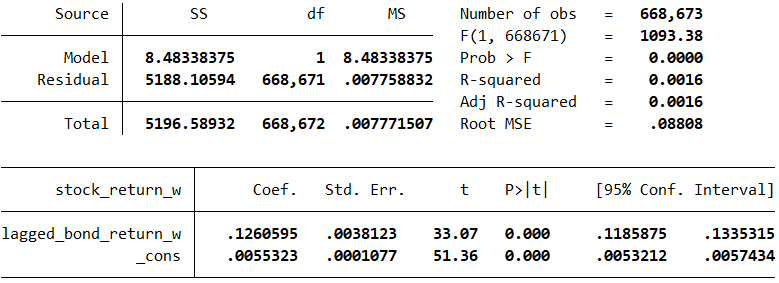 Source SS df MS Number of obs = 668,673
F(1, 668671) = 1093.38
Model 8.48338375 1 8.48338375 Prob > F = 0.0000
Residual 5188.10594 668,671 .007758832 R-squared = 0.0016
Adj R-squared = 0.0016
Total 5196.58932 668,672 .007771507 Root MSE = .08808
stock_return_w Coef. Std. Err. t P>|t| [95% Conf. Interval]
lagged_bond_return_w .1260595 .0038123 33.07 0.000 .1185875 .1335315
_cons .0055323 .0001077 51.36 0.000 .0053212 .0057434